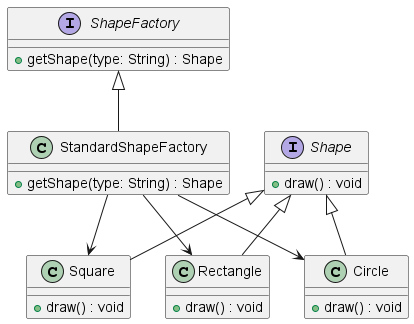 I ShapeFactory
getShape(type: String) : Shape
C StandardShapeFactory
getShape(type: String) : Shape
I Shape
draw() : void
C Square
draw() : void
C Rectangle
draw() : void
C Circle
draw() : void